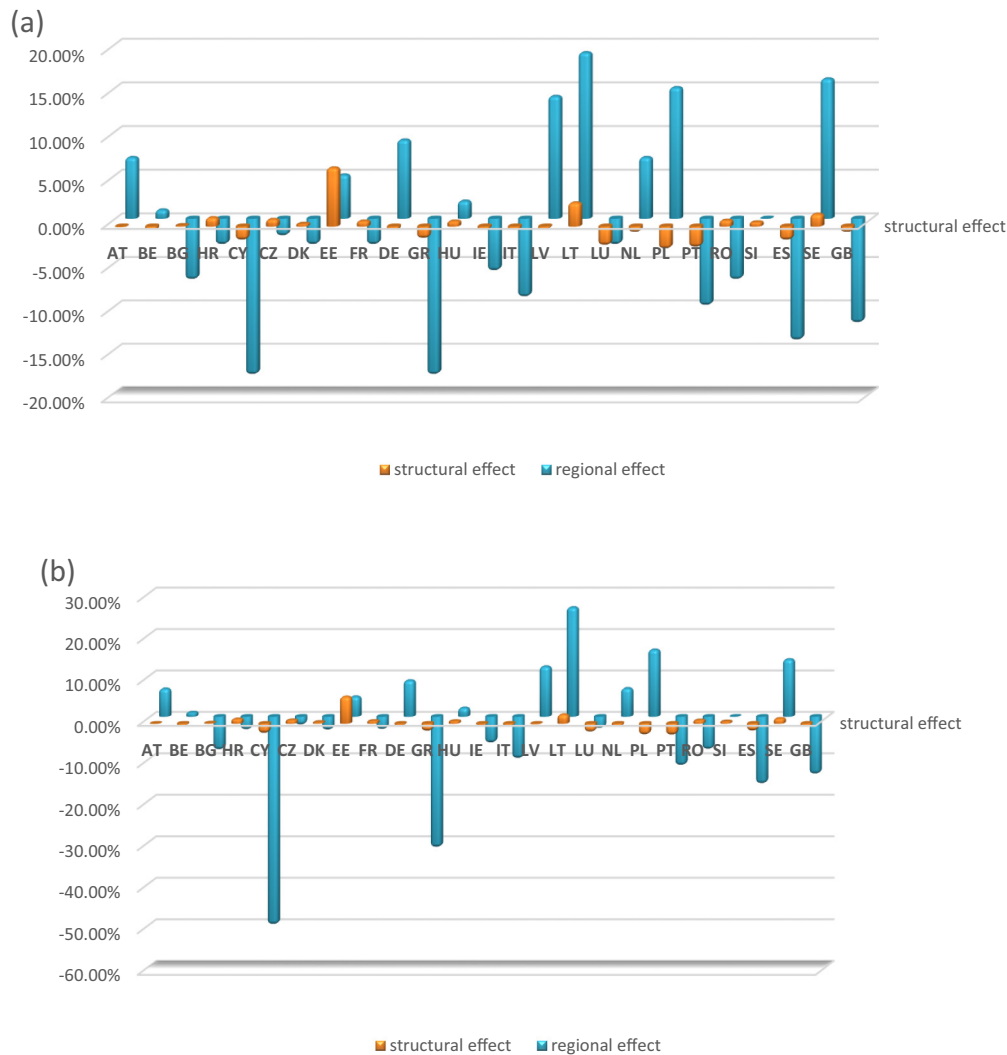 (a)
20.00%
15.00%
10.00%
5.00%
0.00%
AT BE BG HR CY CZ DK EE FR DE GR HU IE IT LV LT LU NL PL PT RO SI ES SE GB
structural effect
-5.00%
-10.00%
-15.00%
-20.00%
structural effect regional effect
(b)
30.00%
20.00%
10.00%
0.00%
structural effect
AT BE BG HR CY CZ DK EE FR DE GR HU IE IT LV LT LU NL PL PT RO SI ES SE GB
-10.00%
-20.00%
-30.00%
-40.00%
-50.00%
-60.00%
structural effect regional effect